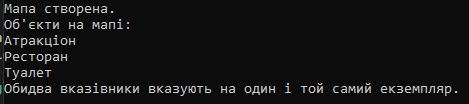 Мапа створена.
Об'єкти на мапі:
Атракціон
Ресторан
Туалет
Обидва вказівники вказують на один і той самий екземпляр.